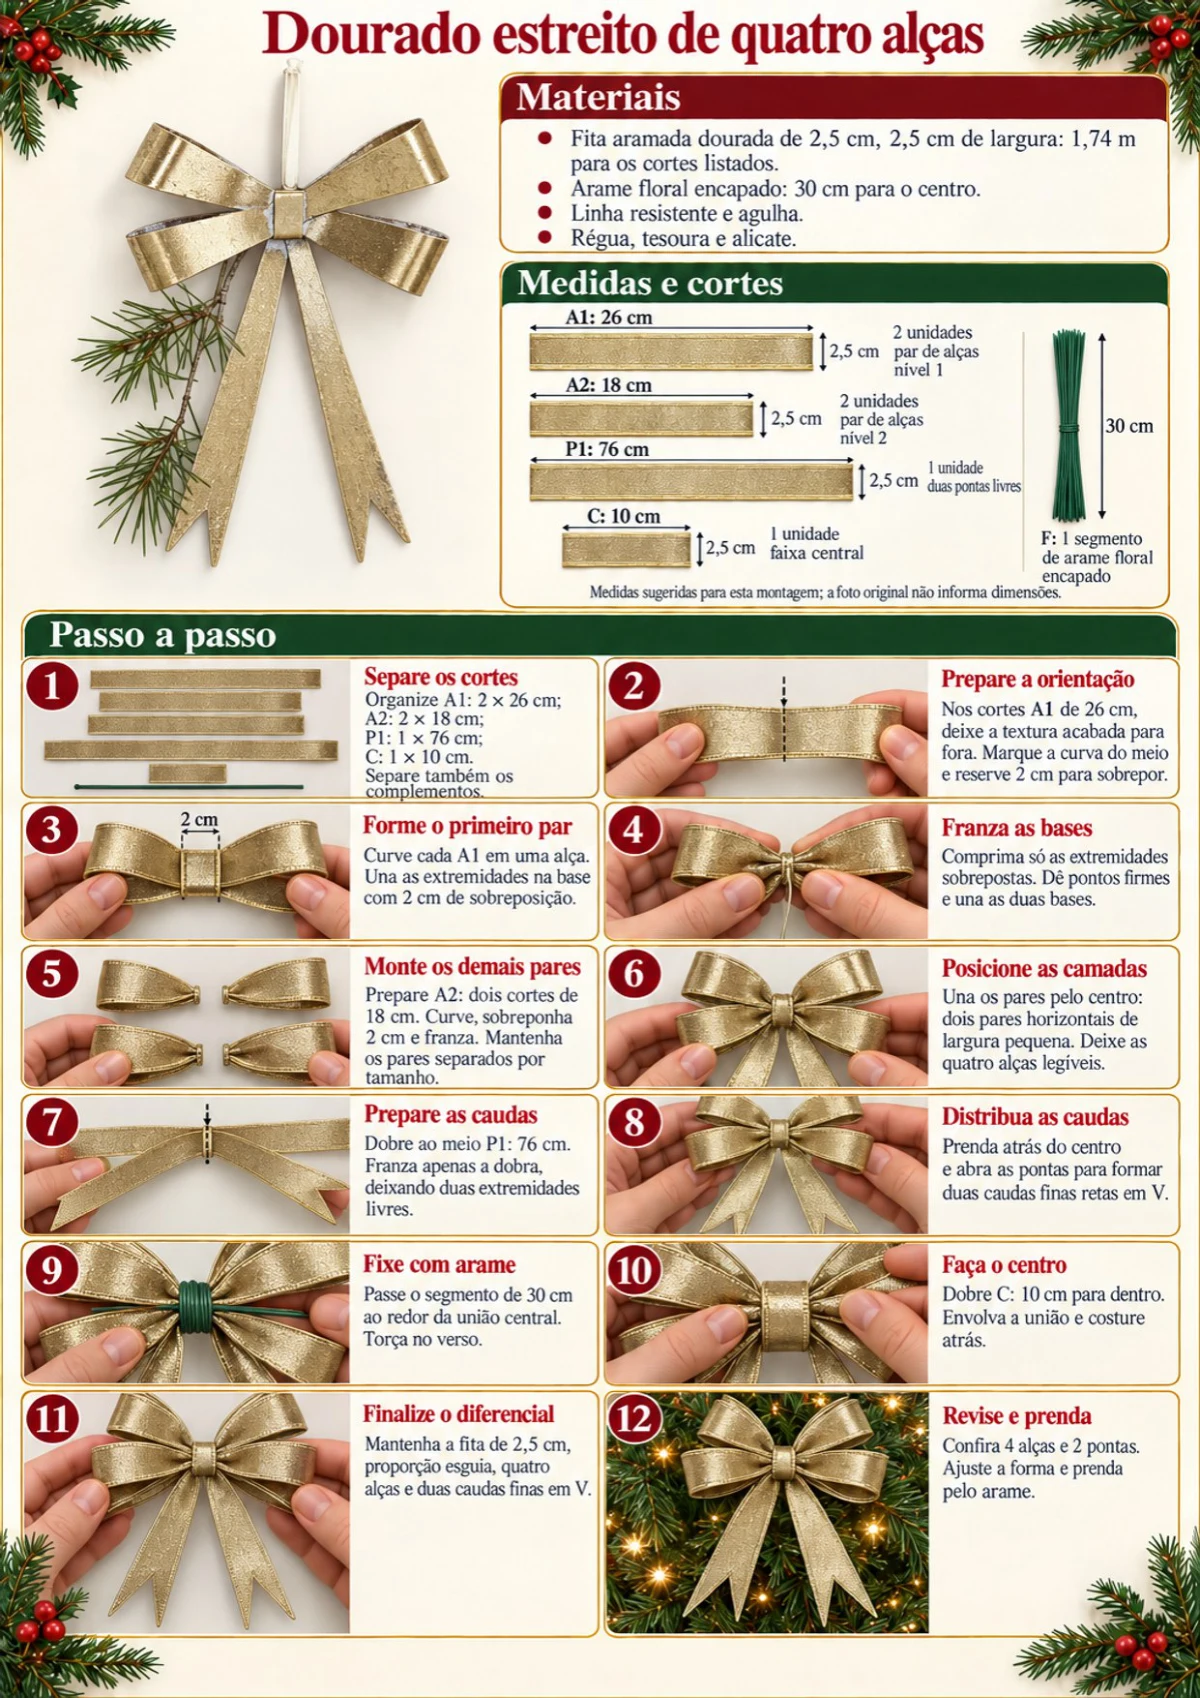 Dourado estreito de quatro alças
Materiais
● Fita aramada dourada de 2,5 cm, 2,5 cm de largura: 1,74 m
para os cortes listados.
● Arame floral encapado: 30 cm para o centro.
● Linha resistente e agulha.
● Régua, tesoura e alicate.
Medidas e cortes
A1: 26 cm
2,5 cm
2 unidades
par de alças
nível 1
A2: 18 cm
2,5 cm
2 unidades
par de alças
nível 2
P1: 76 cm
2,5 cm
1 unidade
duas pontas livres
C: 10 cm
2,5 cm
1 unidade
faixa central
30 cm
F: 1 segmento
de arame floral
encapado
Medidas sugeridas para esta montagem; a foto original não informa dimensões.
Passo a passo
1
Separe os cortes
Organize A1: 2 × 26 cm;
A2: 2 × 18 cm;
P1: 1 × 76 cm;
C: 1 × 10 cm.
Separe também os
complementos.
2
Prepare a orientação
Nos cortes A1 de 26 cm,
deixe a textura acabada para
fora. Marque a curva do meio
e reserve 2 cm para sobrepor.
3
2 cm
Forme o primeiro par
Curve cada A1 em uma alça.
Una as extremidades na base
com 2 cm de sobreposição.
4
Franza as bases
Comprima só as extremidades
sobrepostas. Dê pontos firmes
e una as duas bases.
5
Monte os demais pares
Prepare A2: dois cortes de
18 cm. Curve, sobreponha
2 cm e franza. Mantenha
os pares separados por
tamanho.
6
Posicione as camadas
Una os pares pelo centro:
dois pares horizontais de
largura pequena. Deixe as
quatro alças legíveis.
7
Prepare as caudas
Dobre ao meio P1: 76 cm.
Franza apenas a dobra,
deixando duas extremidades
livres.
8
Distribua as caudas
Prenda atrás do centro
e abra as pontas para formar
duas caudas finas retas em V.
9
Fixe com arame
Passe o segmento de 30 cm
ao redor da união central.
Torça no verso.
10
Faça o centro
Dobre C: 10 cm para dentro.
Envolva a união e costure
atrás.
11
Finalize o diferencial
Mantenha a fita de 2,5 cm,
proporção esguia, quatro
alças e duas caudas finas em V.
12
Revise e prenda
Confira 4 alças e 2 pontas.
Ajuste a forma e prenda
pelo arame.